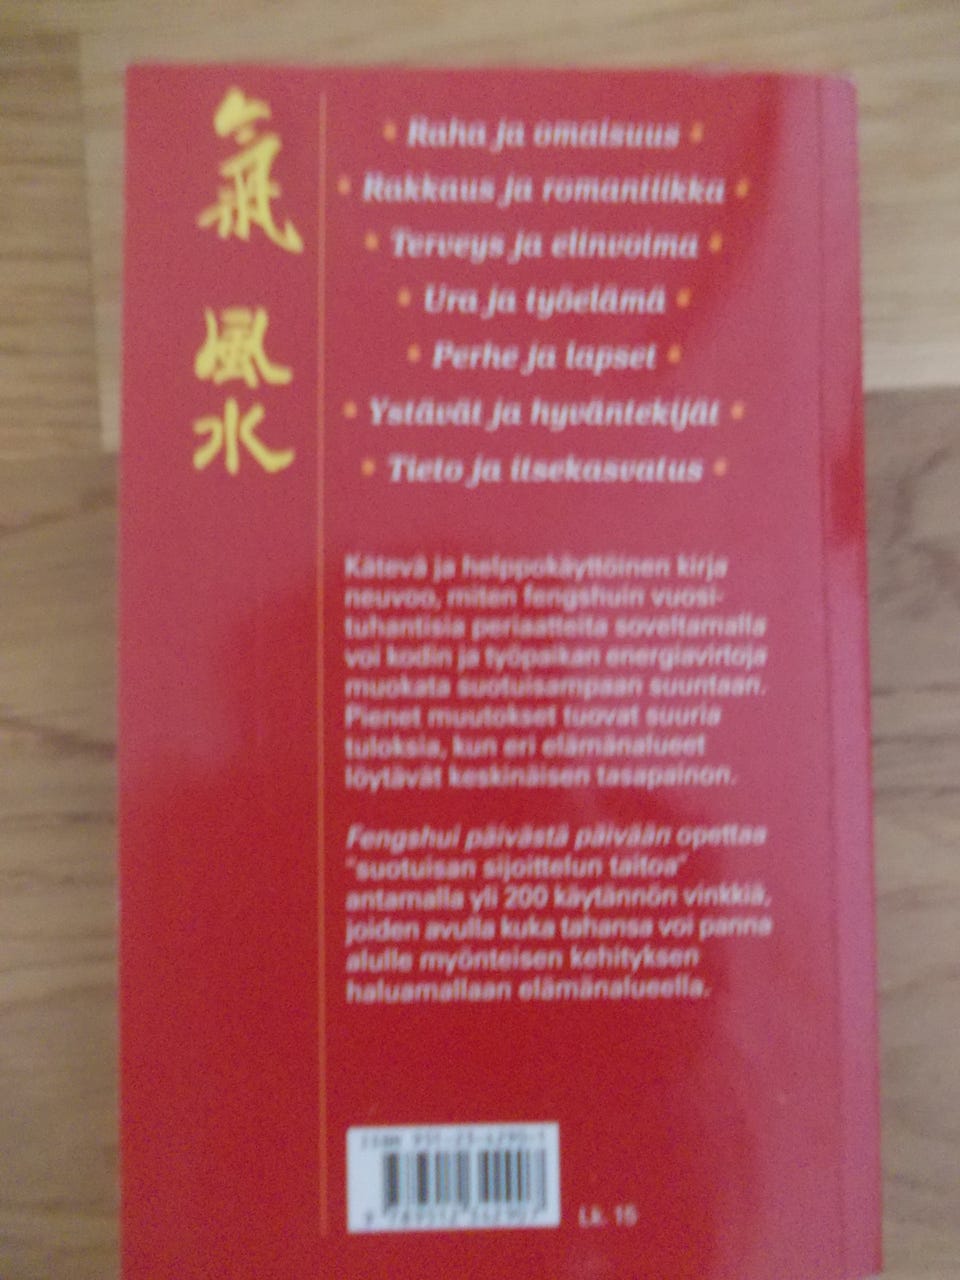 氣
風
水
Raha ja omaisuus
Rakkaus ja romantiikka
Terveys ja elinvoima
Ura ja työelämä
Perhe ja lapset
Ystävät ja hyväntekijät
Tieto ja itsekasvatus
Kätevä ja helppokäyttöinen kirja
neuvoo, miten fengshuin vuosi-
tuhantisia periaatteita soveltamalla
voi kodin ja työpaikan energiavirtoja
muokata suotuisampaan suuntaan.
Pienet muutokset tuovat suuria
tuloksia, kun eri elämänalueet
löytävät keskinäisen tasapainon.
Fengshui päivästä päivään opettaa
"suotuisan sijoittelun taitoa"
antamalla yli 200 käytännön vinkkiä,
joiden avulla kuka tahansa voi panna
alulle myönteisen kehityksen
haluamallaan elämänalueella.
ISBN
Lk. 15